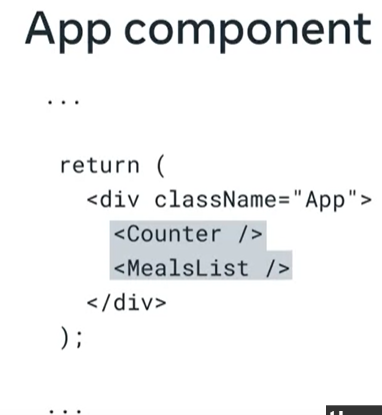 App component
...
return (
<div className="App">
<Counter />
<MealsList />
</div>
);
...